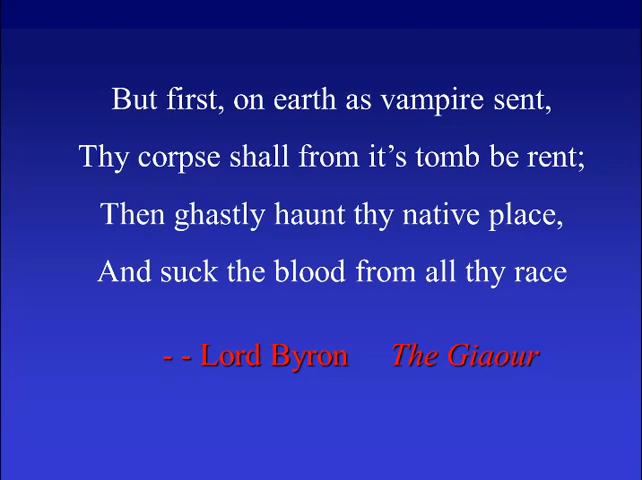 But first, on earth as vampire sent,
Thy corpse shall from it’s tomb be rent;
Then ghastly haunt thy native place,
And suck the blood from all thy race
- - Lord Byron The Giaour